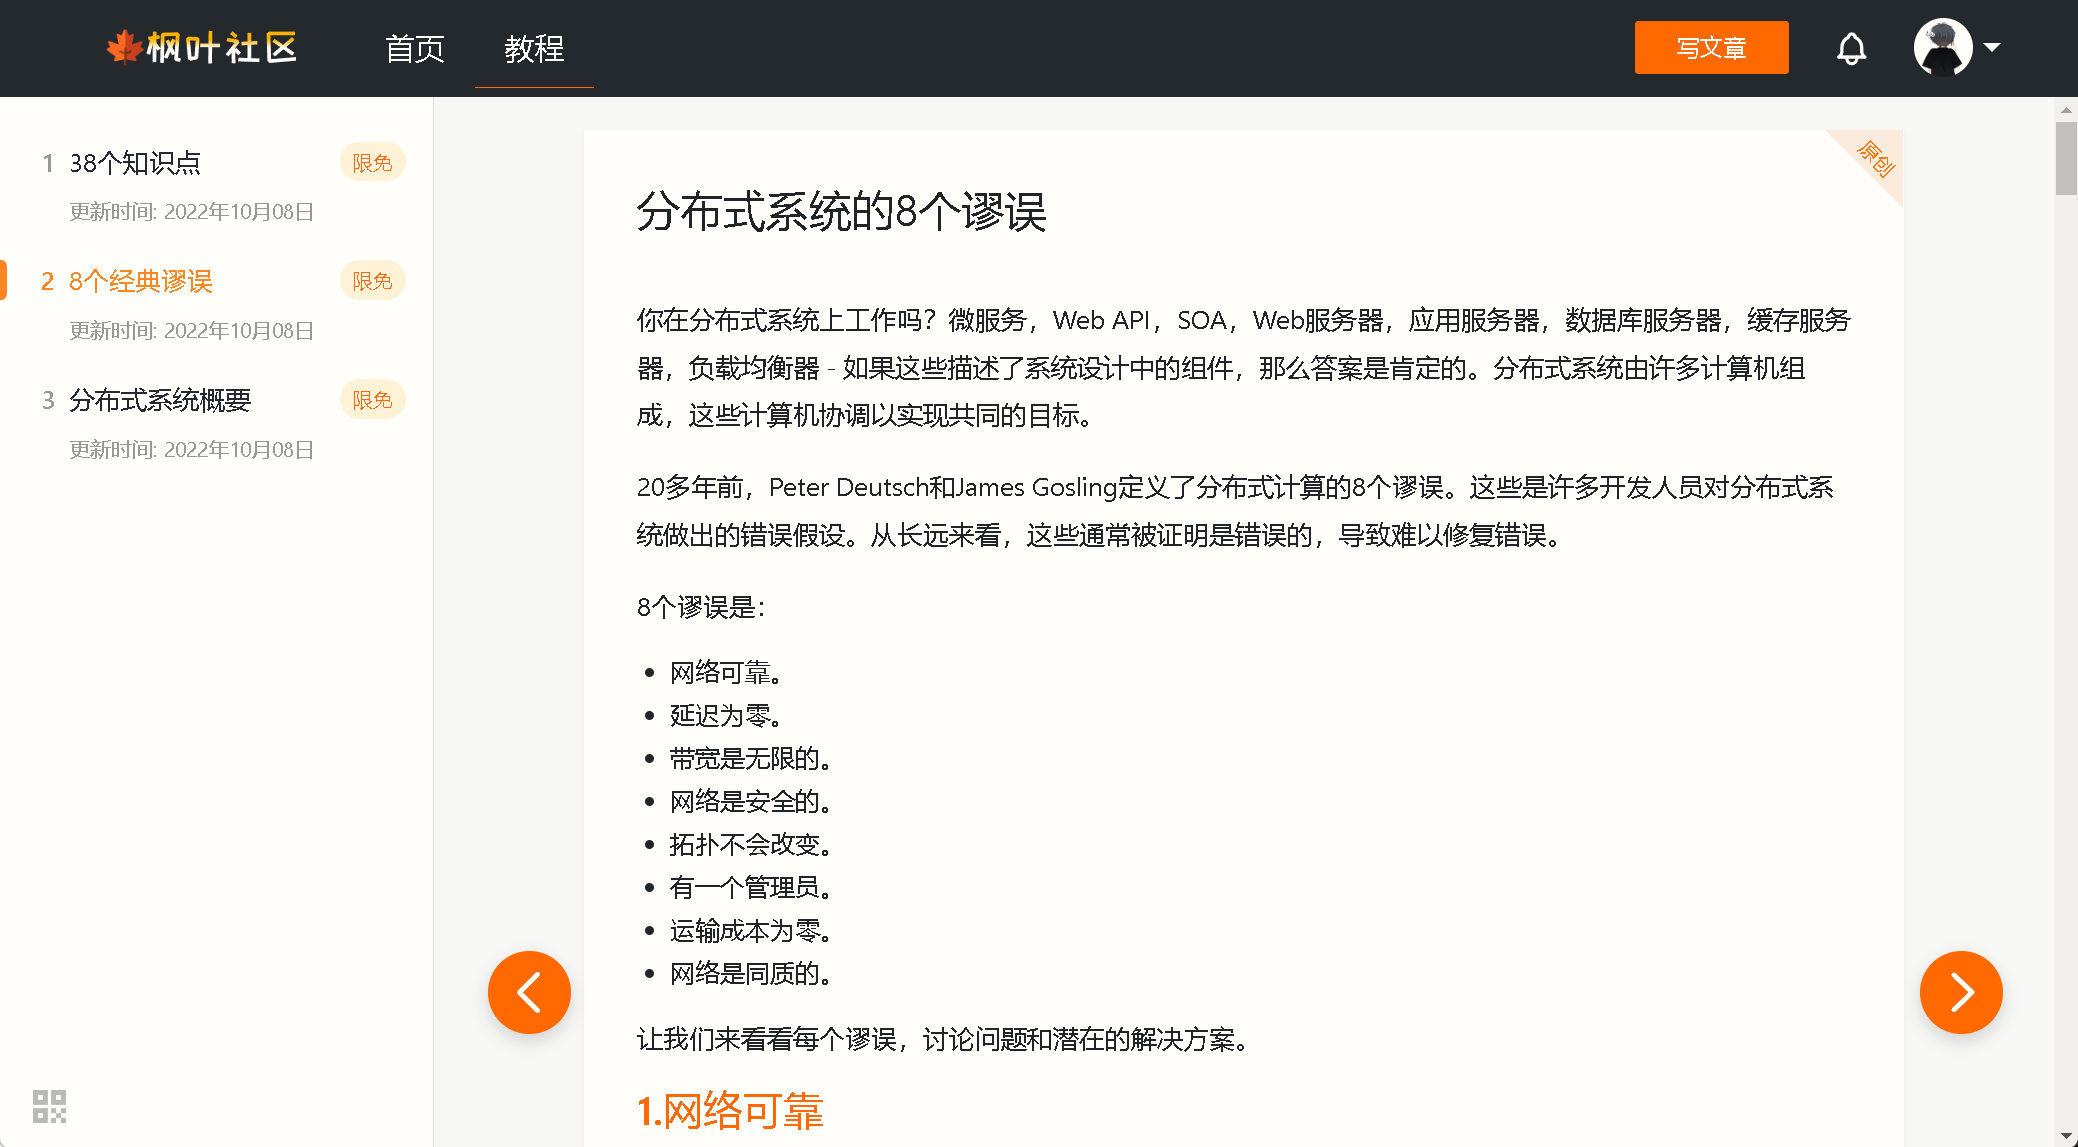 枫叶社区
首页
教程
写文章
1 38个知识点
限免
更新时间: 2022年10月08日
2 8个经典谬误
限免
更新时间: 2022年10月08日
3 分布式系统概要
限免
更新时间: 2022年10月08日
原创
分布式系统的8个谬误
你在分布式系统上工作吗？微服务，Web API，SOA，Web服务器，应用服务器，数据库服务器，缓存服务
器，负载均衡器 - 如果这些描述了系统设计中的组件，那么答案是肯定的。分布式系统由许多计算机组
成，这些计算机协调以实现共同的目标。
20多年前，Peter Deutsch和James Gosling定义了分布式计算的8个谬误。这些是许多开发人员对分布式系
统做出的错误假设。从长远来看，这些通常被证明是错误的，导致难以修复错误。
8个谬误是：
• 网络可靠。
• 延迟为零。
• 带宽是无限的。
• 网络是安全的。
• 拓扑不会改变。
• 有一个管理员。
• 运输成本为零。
• 网络是同质的。
让我们来看看每个谬误，讨论问题和潜在的解决方案。
1.网络可靠